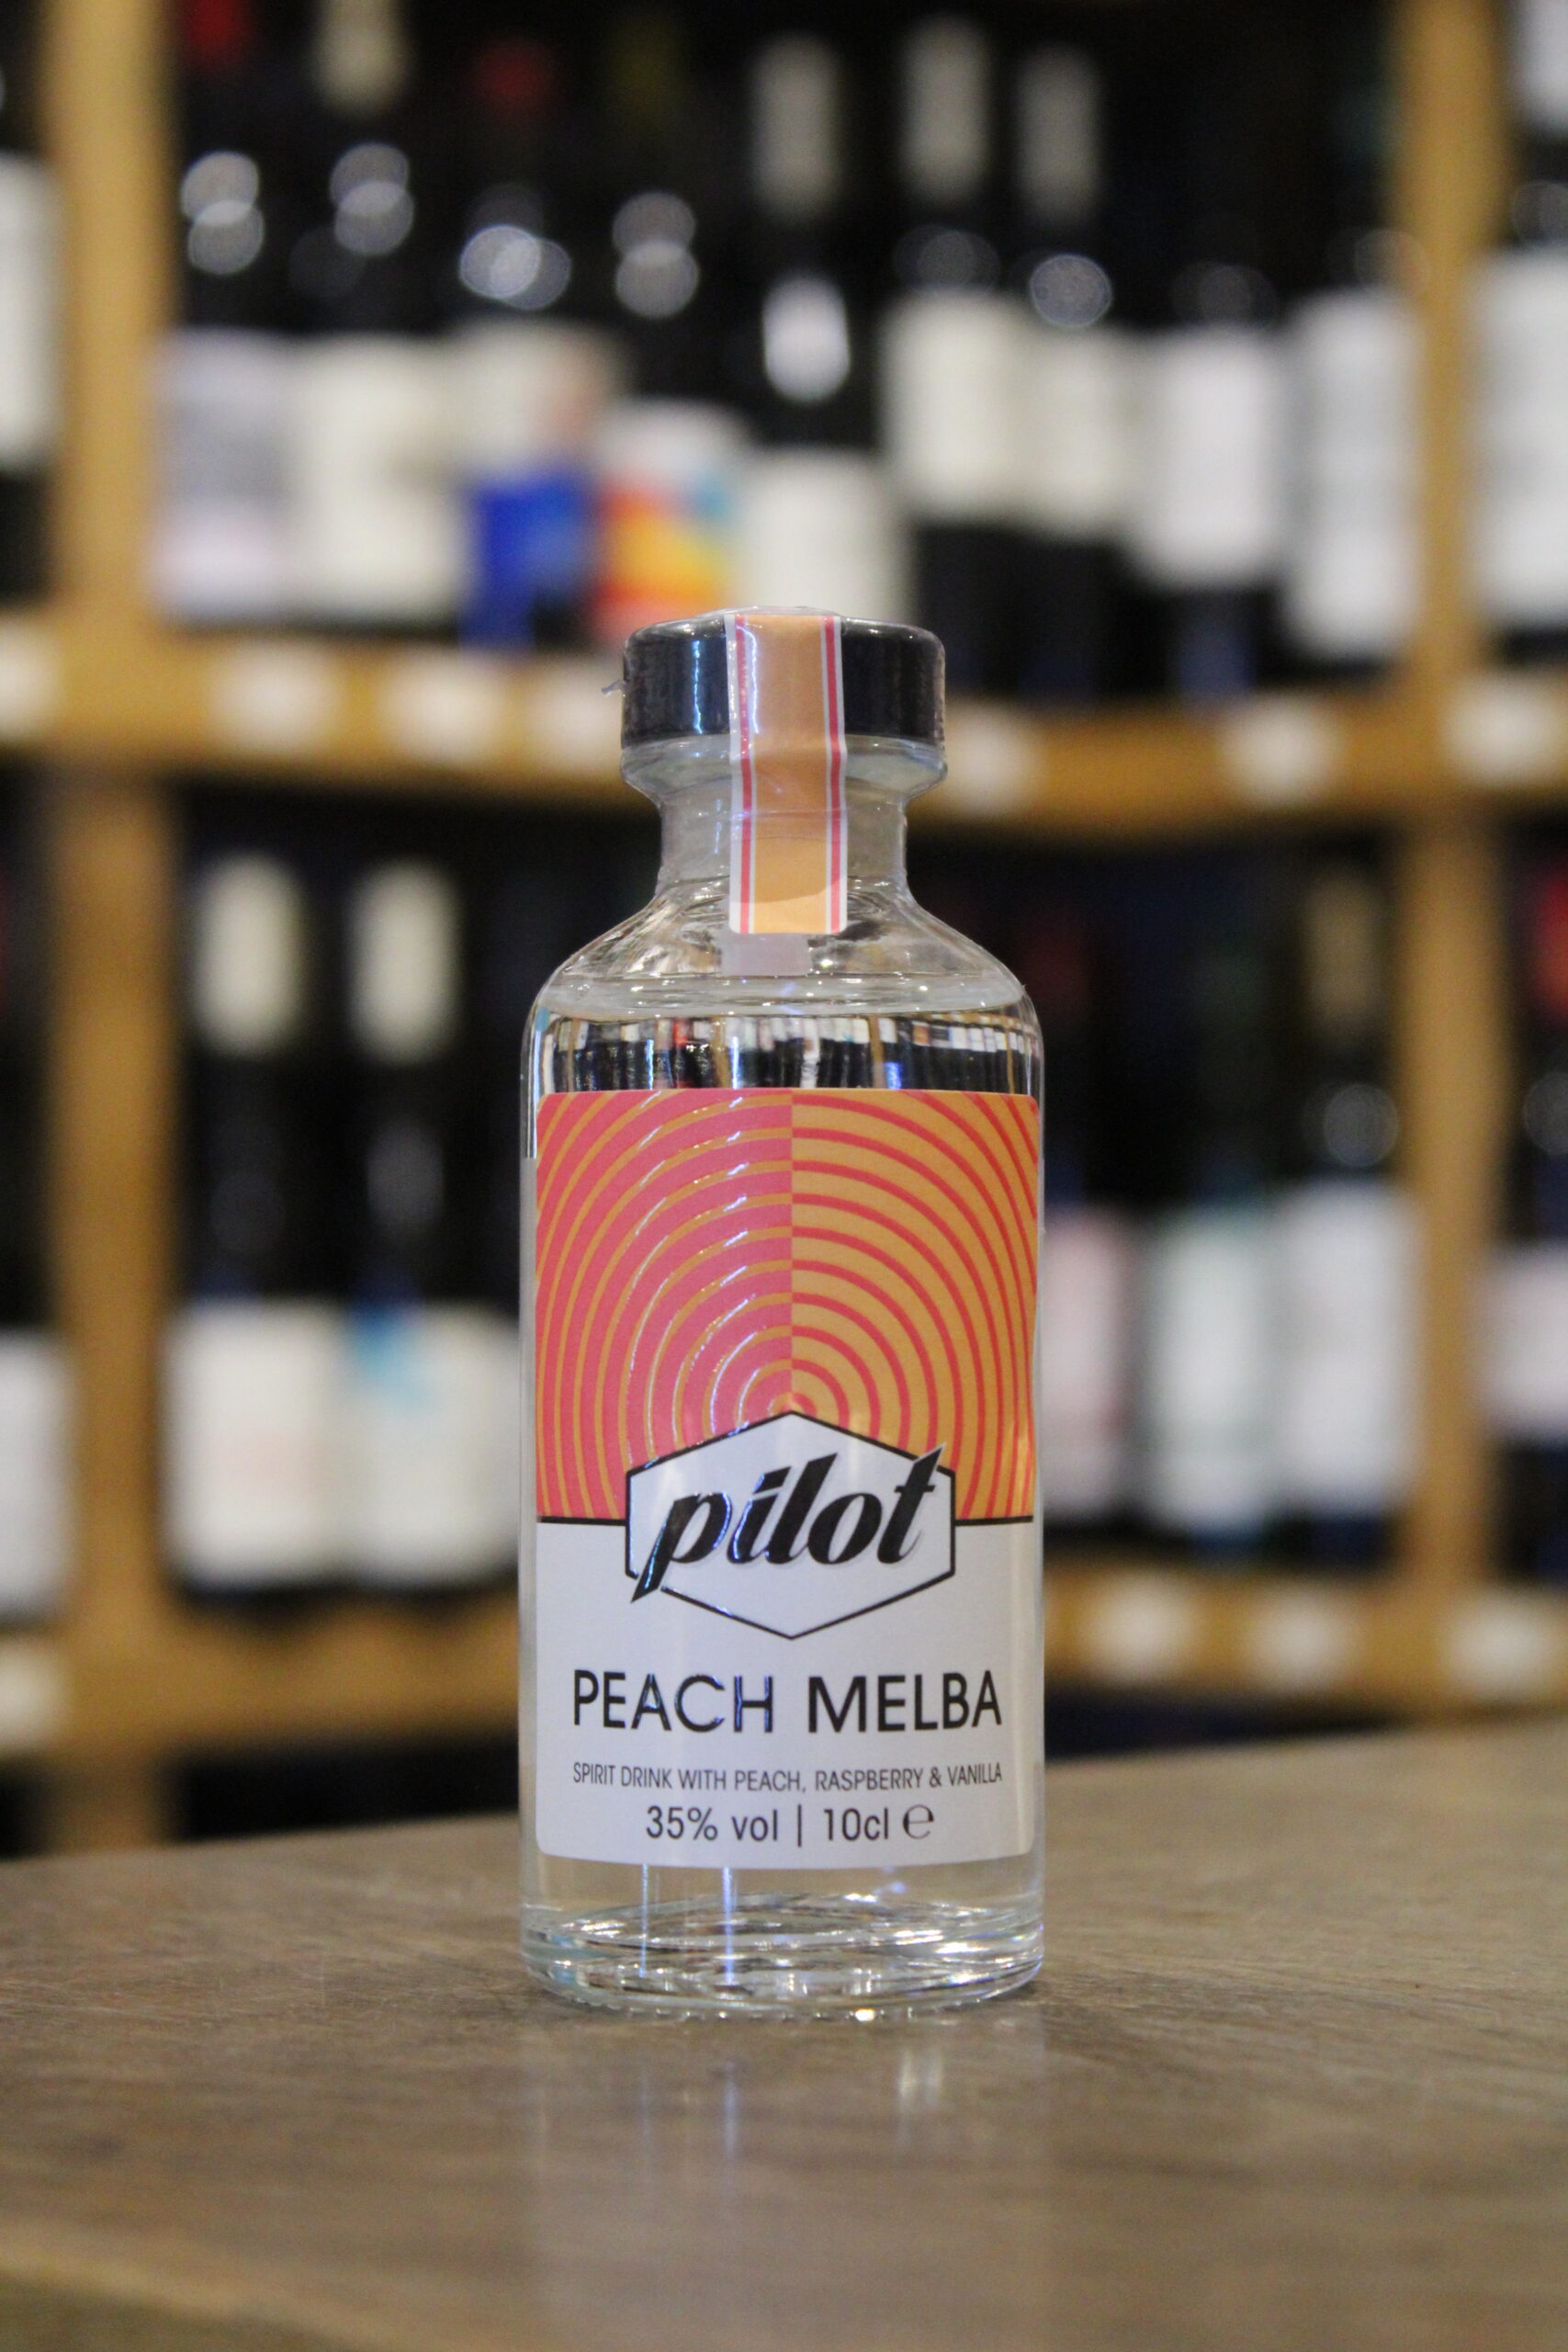 pilot
PEACH MELBA
SPIRIT DRINK WITH PEACH, RASPBERRY & VANILLA
35% vol | 10cl ℮